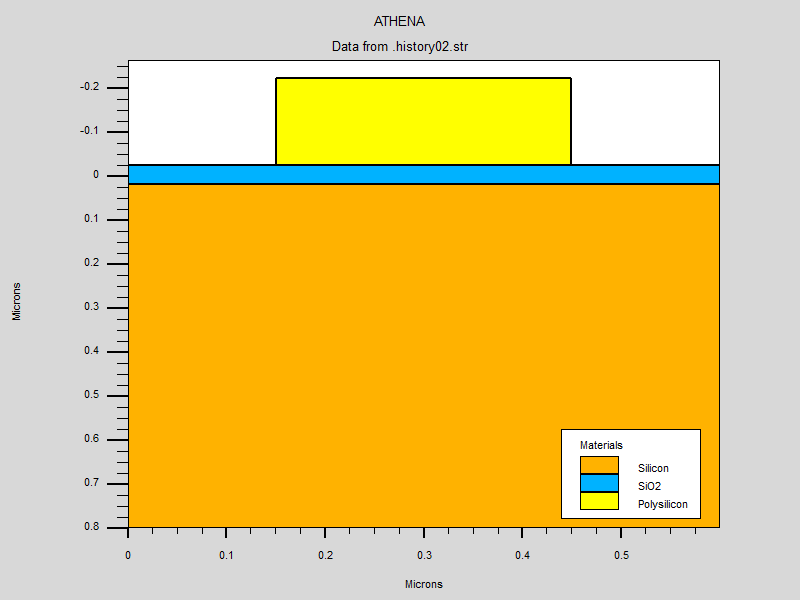 ATHENA
Data from .history02.str
-0.2
-0.1
0
0.1
0.2
0.3
0.4
0.5
0.6
0.7
0.8
Microns
0 0.1 0.2 0.3 0.4 0.5
Microns
Materials
Silicon
SiO2
Polysilicon